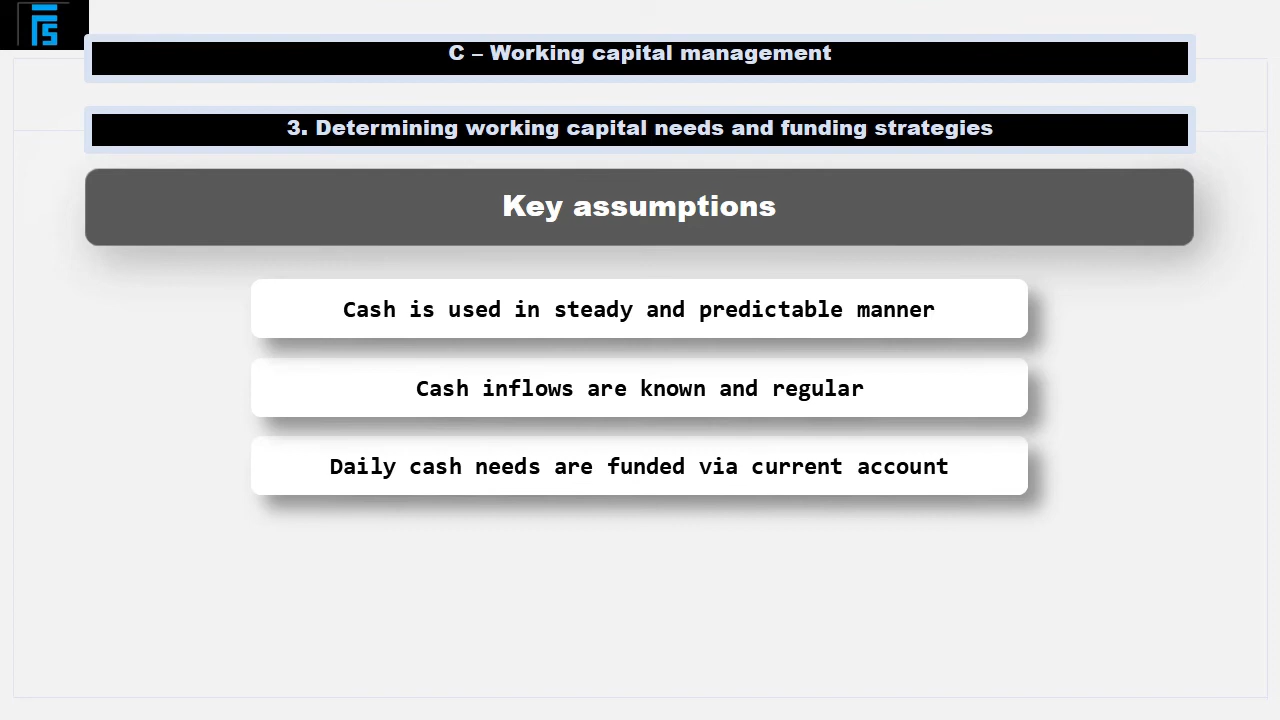 C – Working capital management
3. Determining working capital needs and funding strategies
Key assumptions
Cash is used in steady and predictable manner
Cash inflows are known and regular
Daily cash needs are funded via current account